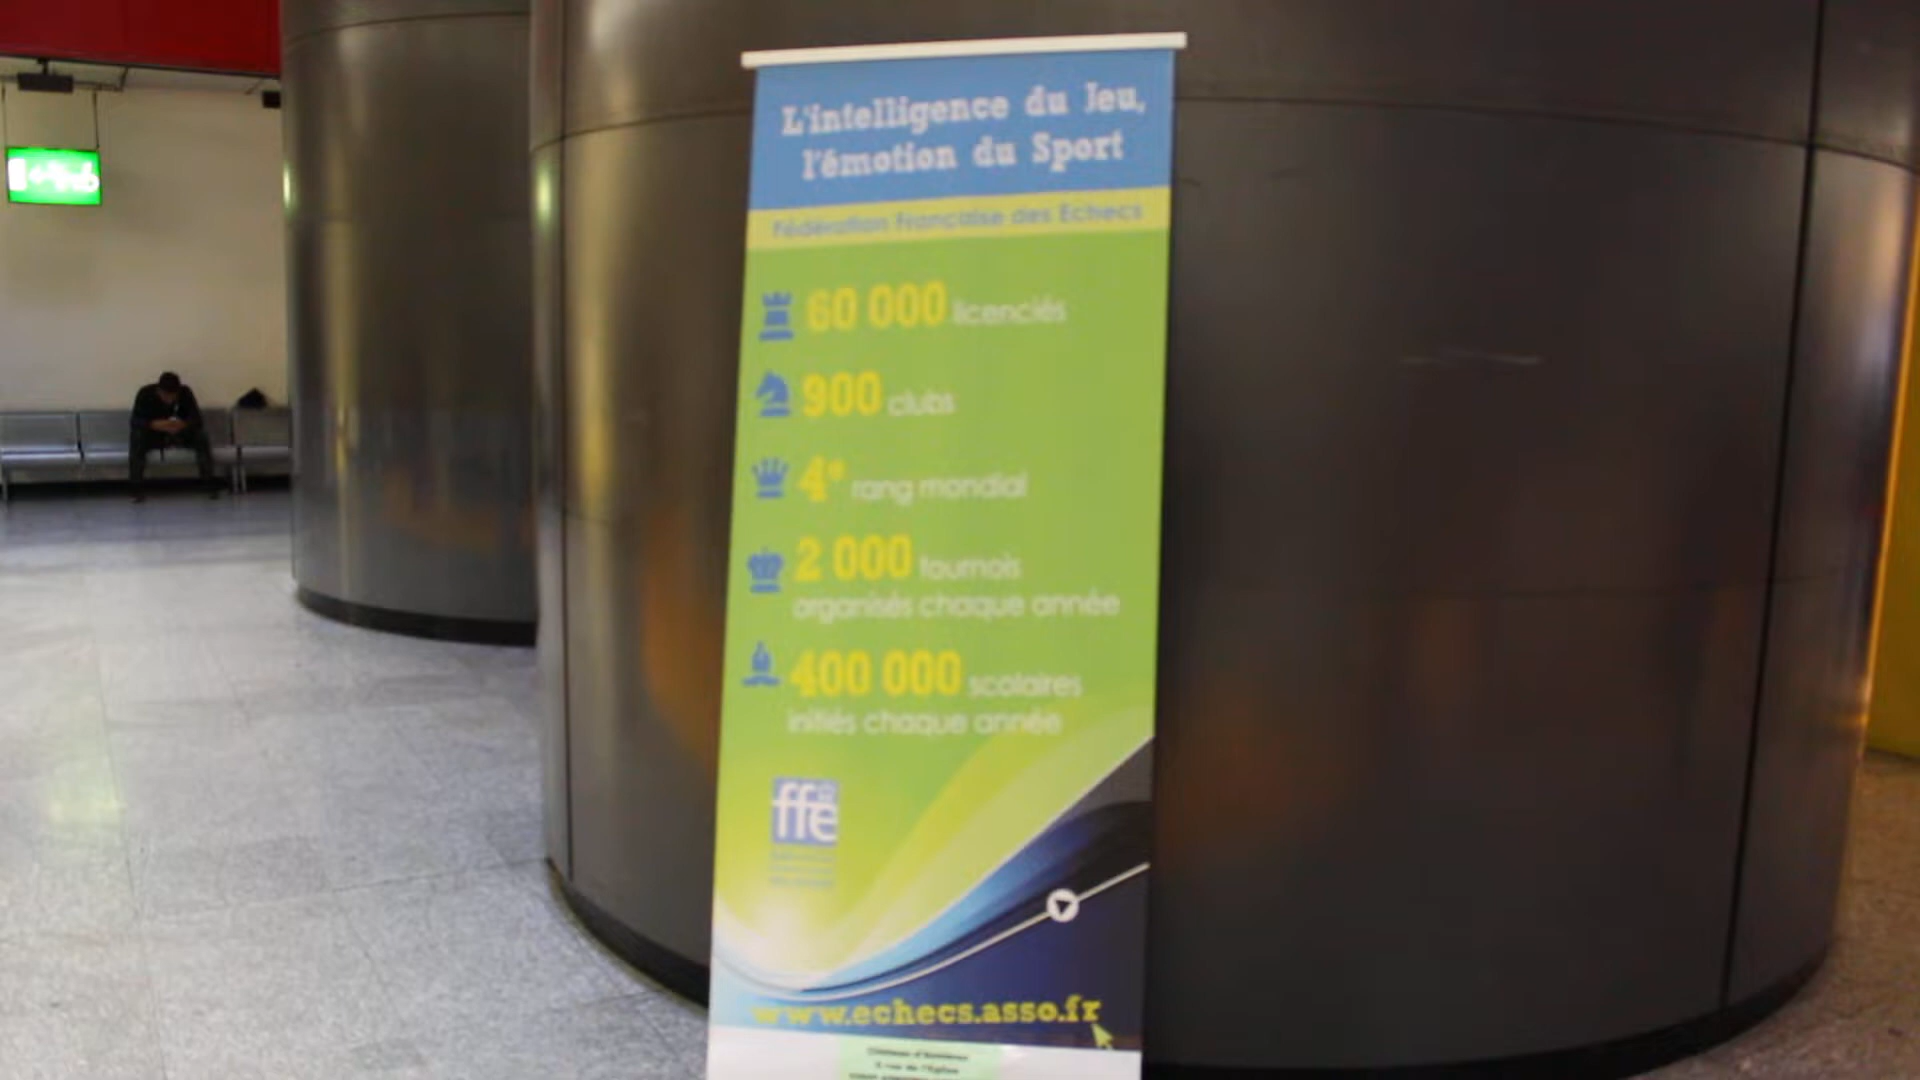 L'intelligence du Jeu,
l'émotion du Sport
Fédération Française des Échecs
60 000 licenciés
900 clubs
4e rang mondial
2 000 tournois
organisés chaque année
400 000 scolaires
initiés chaque année
ffe
www.echecs.asso.fr